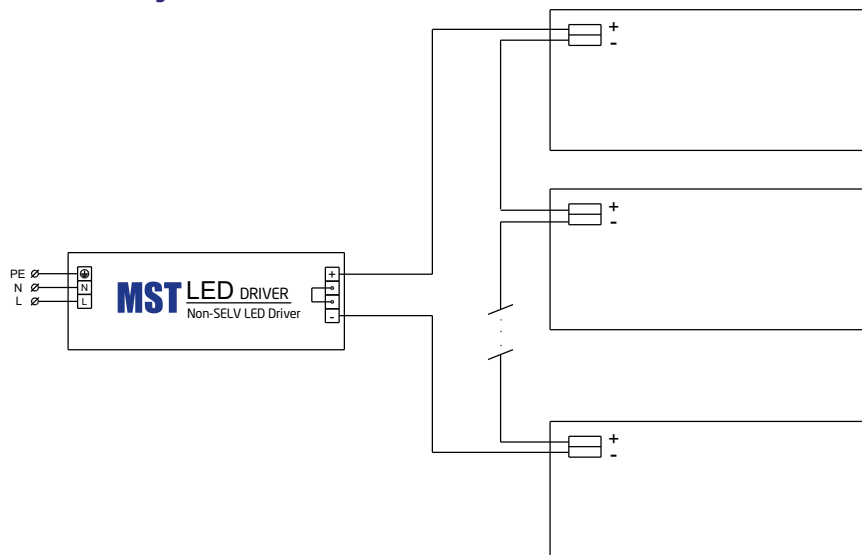 +
-
+
-
PE
N
L
N
L
MST LED DRIVER
Non-SELV LED Driver
+
-
+
-